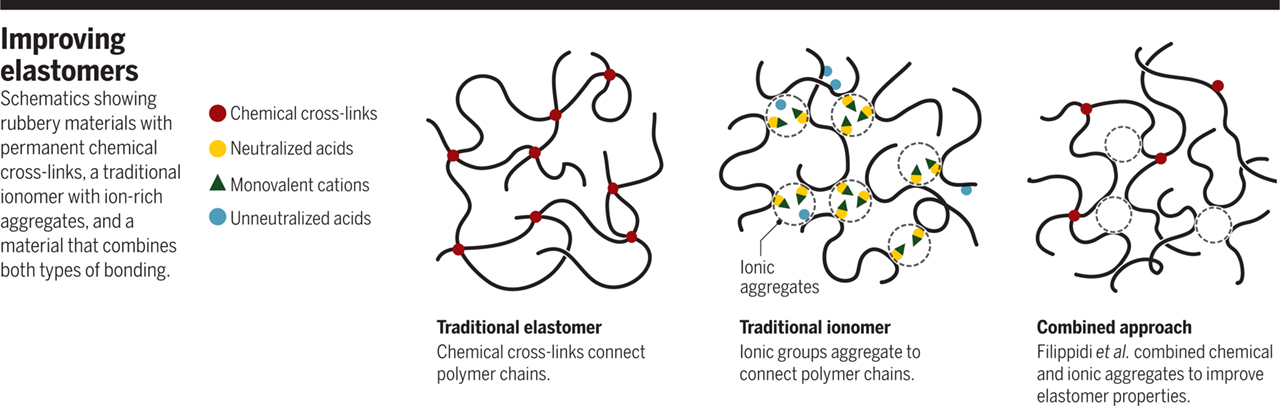 Improving
elastomers
Schematics showing
rubbery materials with
permanent chemical
cross-links, a traditional
ionomer with ion-rich
aggregates, and a
material that combines
both types of bonding.
Chemical cross-links
Neutralized acids
Monovalent cations
Unneutralized acids
Ionic
aggregates
Traditional elastomer
Chemical cross-links connect
polymer chains.
Traditional ionomer
Ionic groups aggregate to
connect polymer chains.
Combined approach
Filippidi et al. combined chemical
and ionic aggregates to improve
elastomer properties.